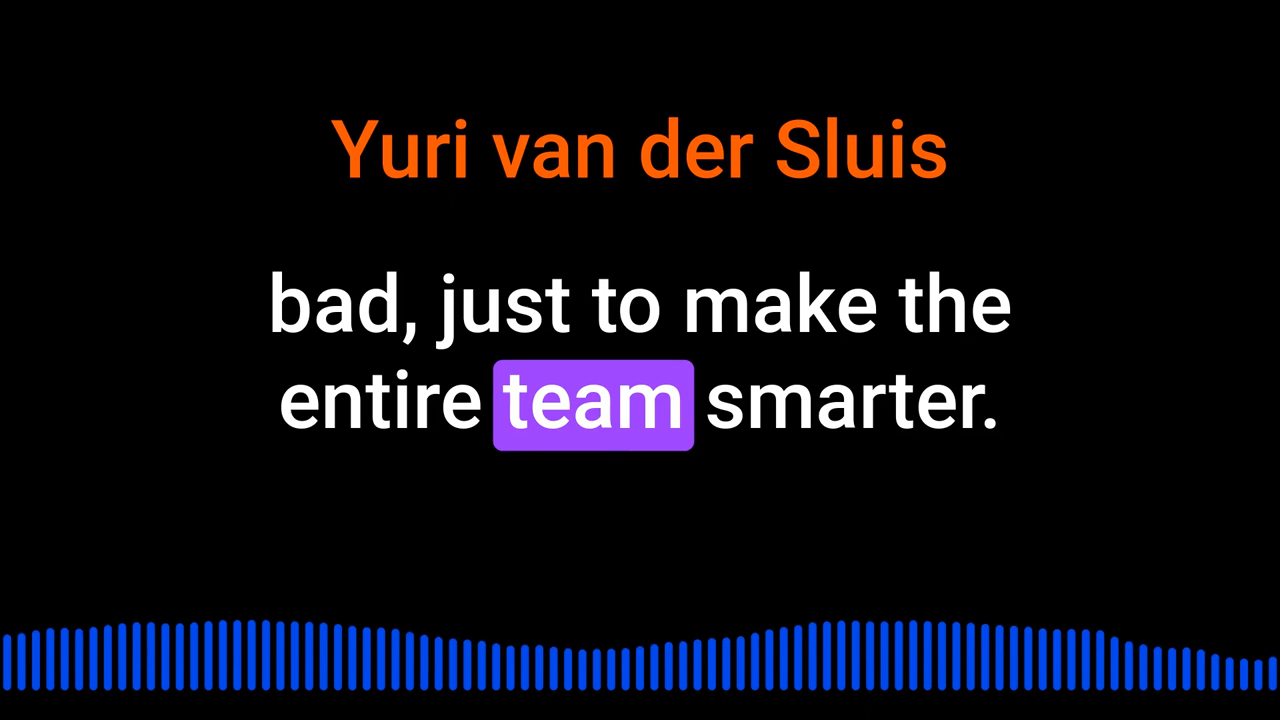 Yuri van der Sluis
bad, just to make the
entire team smarter.